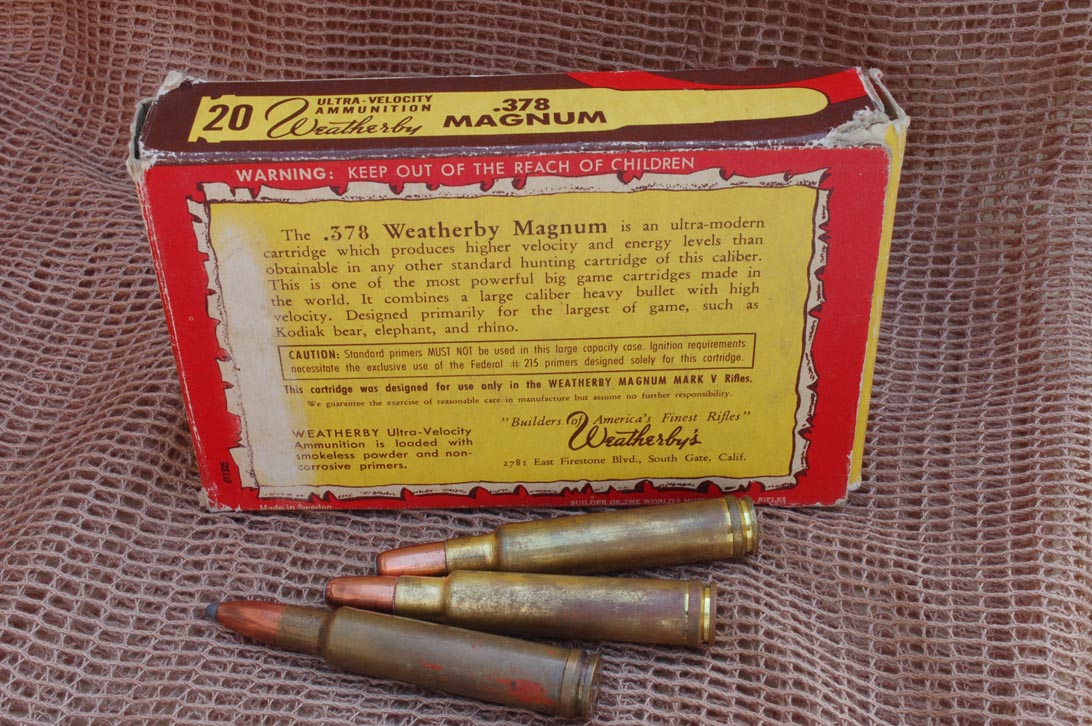 20
ULTRA-VELOCITY
AMMUNITION
Weatherby
.378
MAGNUM
WARNING: KEEP OUT OF THE REACH OF CHILDREN
The .378 Weatherby Magnum is an ultra-modern
cartridge which produces higher velocity and energy levels than
obtainable in any other standard hunting cartridge of this caliber.
This is one of the most powerful big game cartridges made in
the world. It combines a large caliber heavy bullet with high
velocity. Designed primarily for the largest of game, such as
Kodiak bear, elephant, and rhino.
CAUTION: Standard primers MUST NOT be used in this large capacity case. Ignition requirements
necessitate the exclusive use of the Federal # 215 primers designed solely for this cartridge.
This cartridge was designed for use only in the WEATHERBY MAGNUM MARK V Rifles.
We guarantee the exercise of reasonable care in manufacture but assume no further responsibility.
WEATHERBY Ultra-Velocity
Ammunition is loaded with
smokeless powder and non-
corrosive primers.
"Builders of America's Finest Rifles"
Weatherby's
2781 East Firestone Blvd., South Gate, Calif.
Made in Sweden
BUILDER OF THE WORLD'S RIFLES